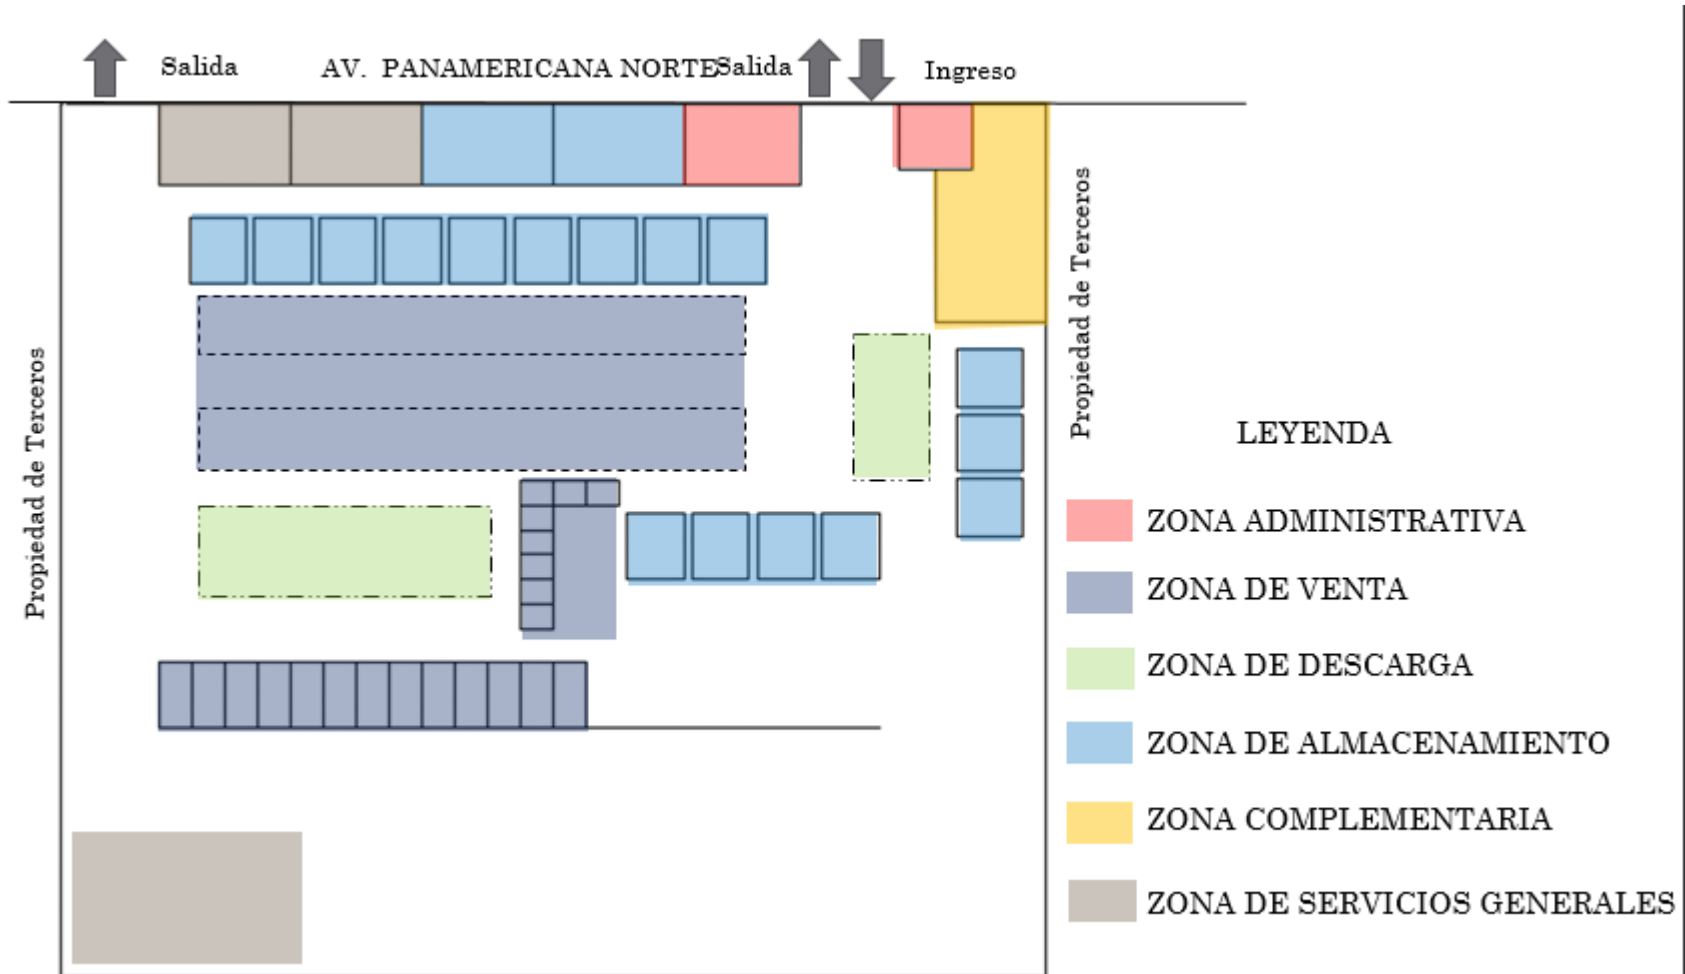 Salida
AV. PANAMERICANA NORTE
Salida
Ingreso
Propiedad de Terceros
Propiedad de Terceros
LEYENDA
ZONA ADMINISTRATIVA
ZONA DE VENTA
ZONA DE DESCARGA
ZONA DE ALMACENAMIENTO
ZONA COMPLEMENTARIA
ZONA DE SERVICIOS GENERALES